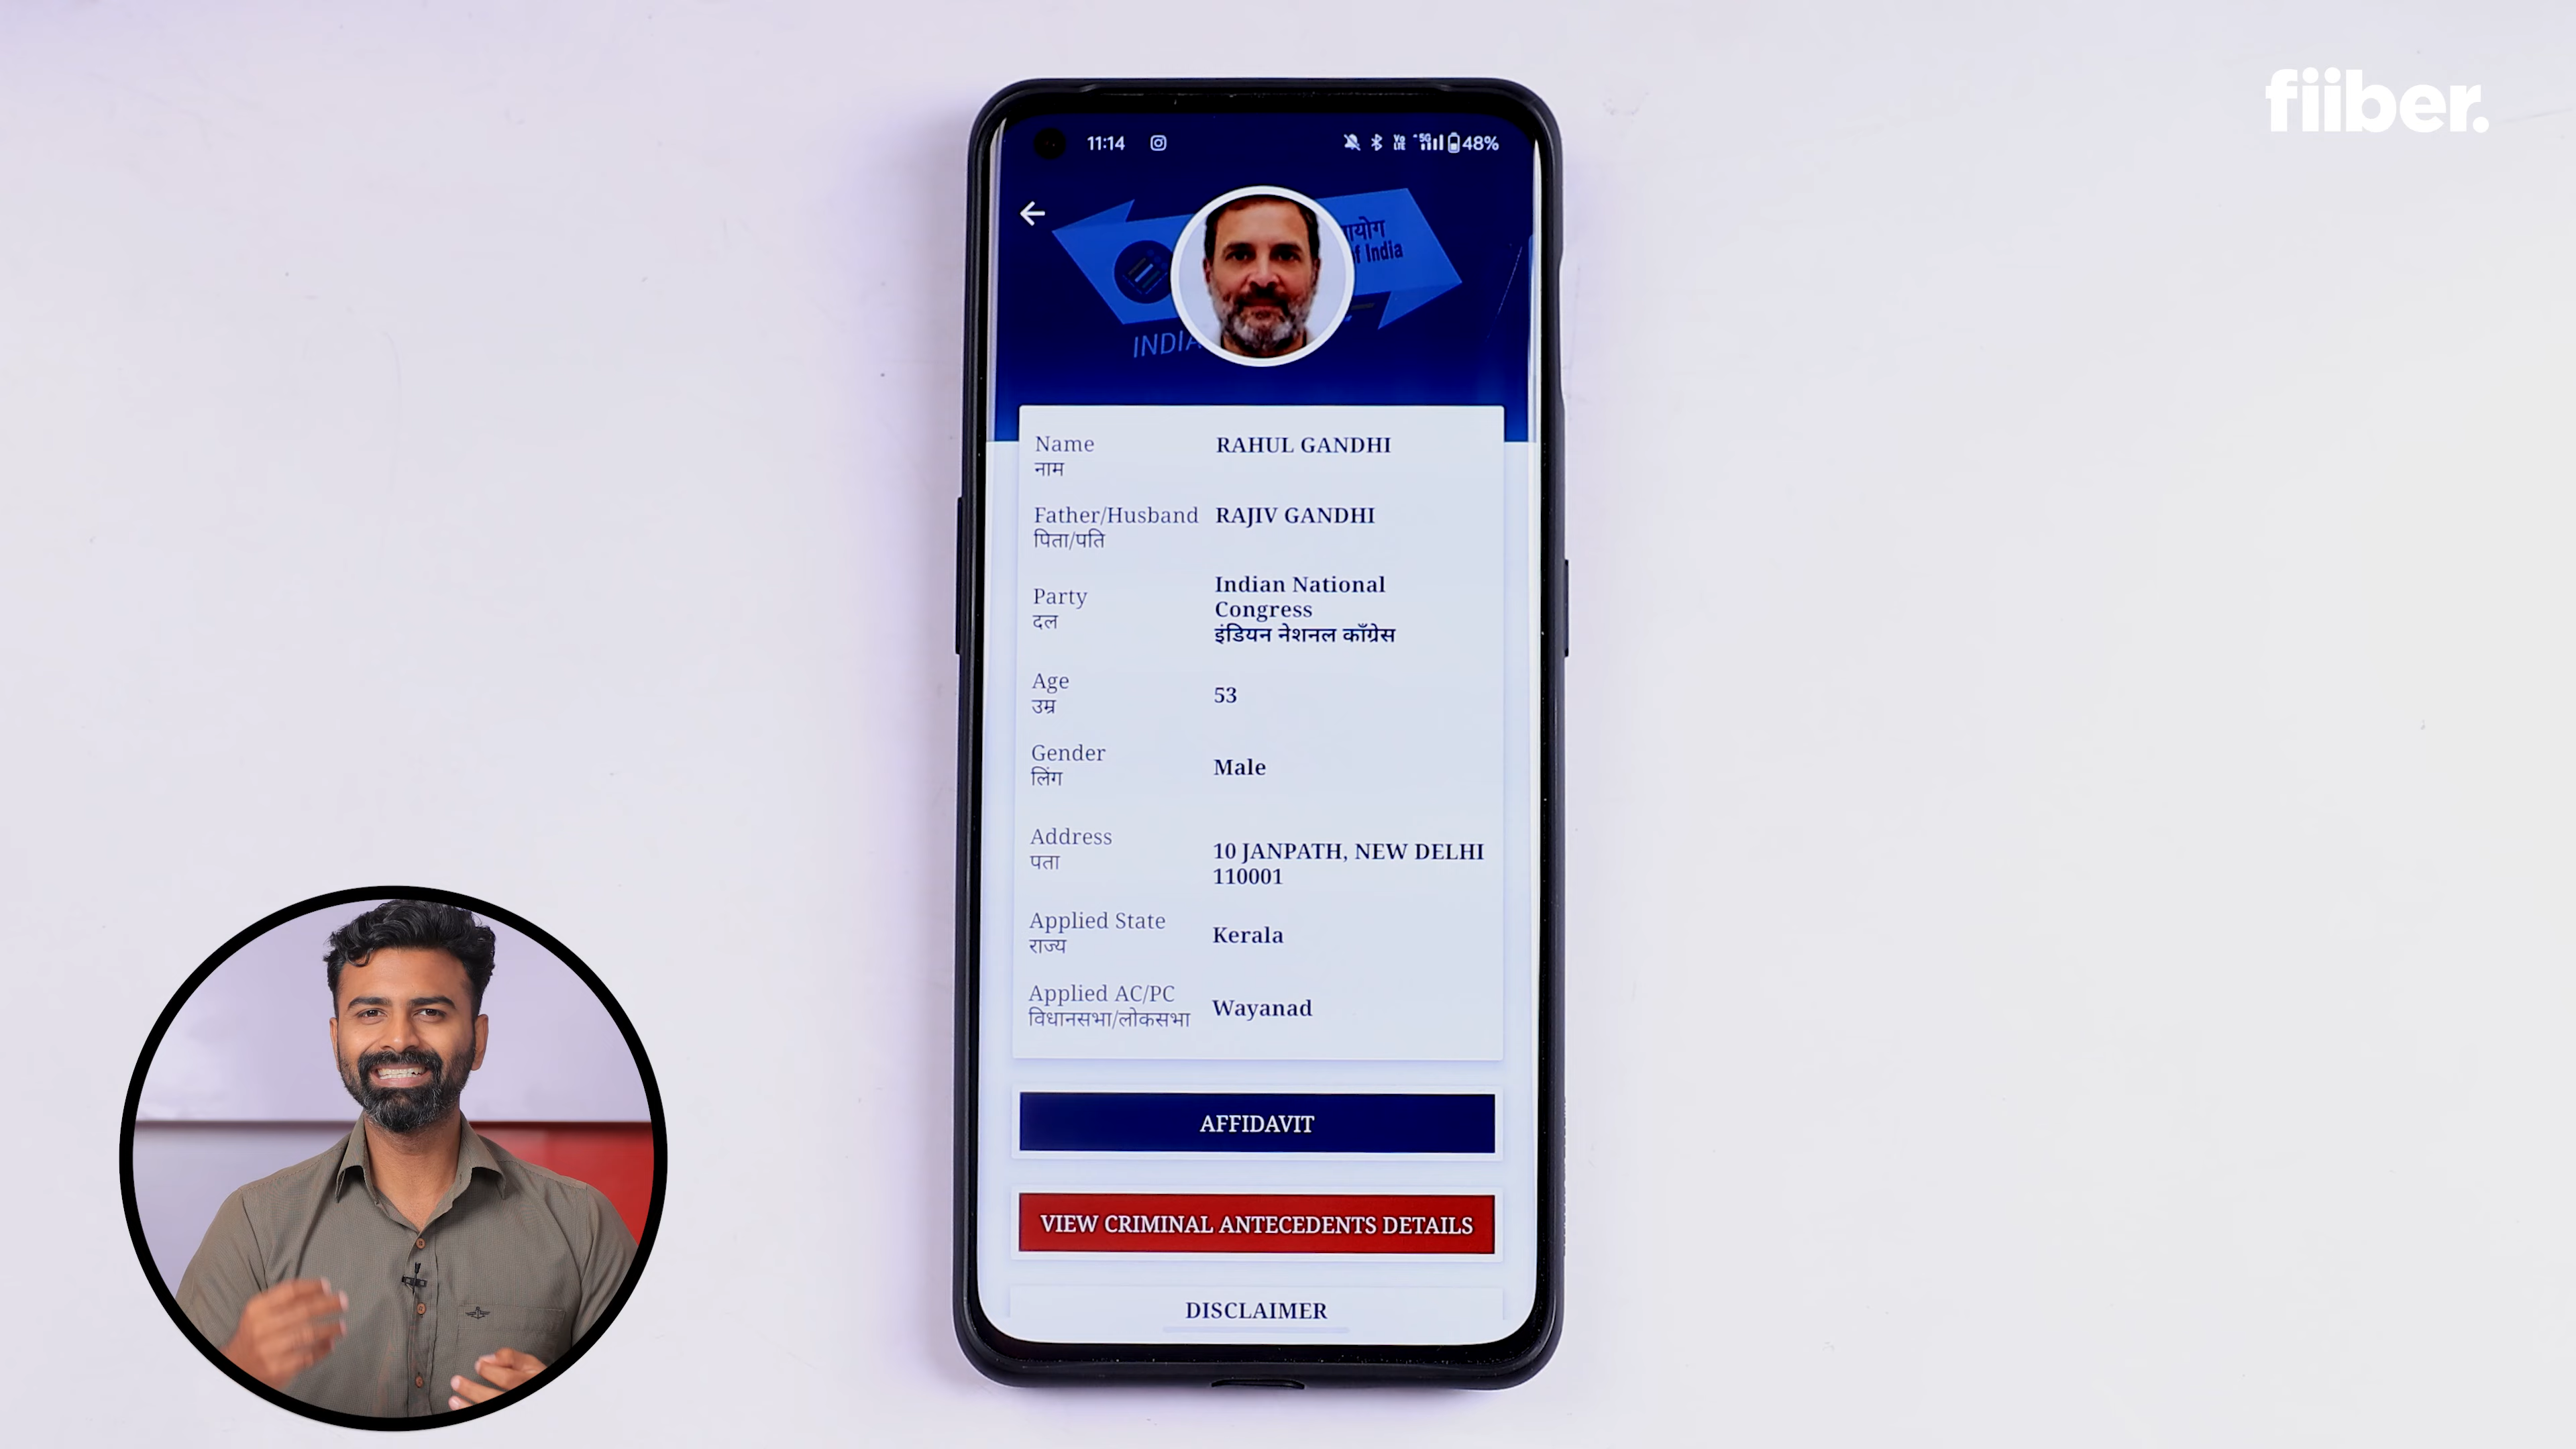 fiiber.
11:14
48%
आयोग
of India
INDIA
Name
नाम
RAHUL GANDHI
Father/Husband
पिता/पति
RAJIV GANDHI
Party
दल
Indian National
Congress
इंडियन नेशनल काँग्रेस
Age
उम्र
53
Gender
लिंग
Male
Address
पता
10 JANPATH, NEW DELHI
110001
Applied State
राज्य
Kerala
Applied AC/PC
विधानसभा/लोकसभा
Wayanad
AFFIDAVIT
VIEW CRIMINAL ANTECEDENTS DETAILS
DISCLAIMER